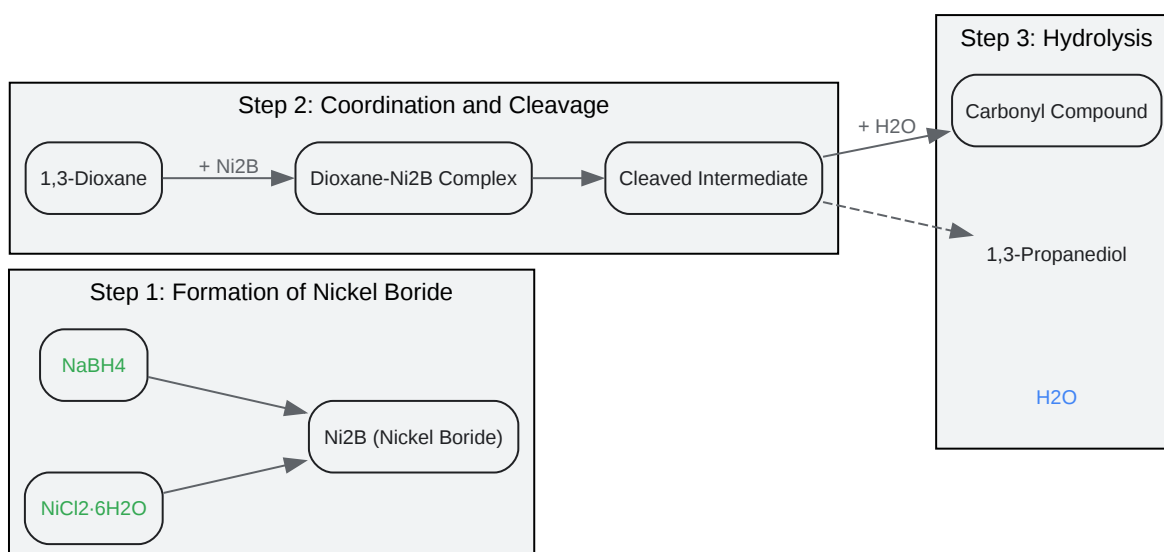 Step 3: Hydrolysis
Step 2: Coordination and Cleavage
Carbonyl Compound
+ H2O
1,3-Dioxane
+ Ni2B
Dioxane-Ni2B Complex
Cleaved Intermediate
1,3-Propanediol
Step 1: Formation of Nickel Boride
NaBH4
H2O
Ni2B (Nickel Boride)
NiCl2·6H2O